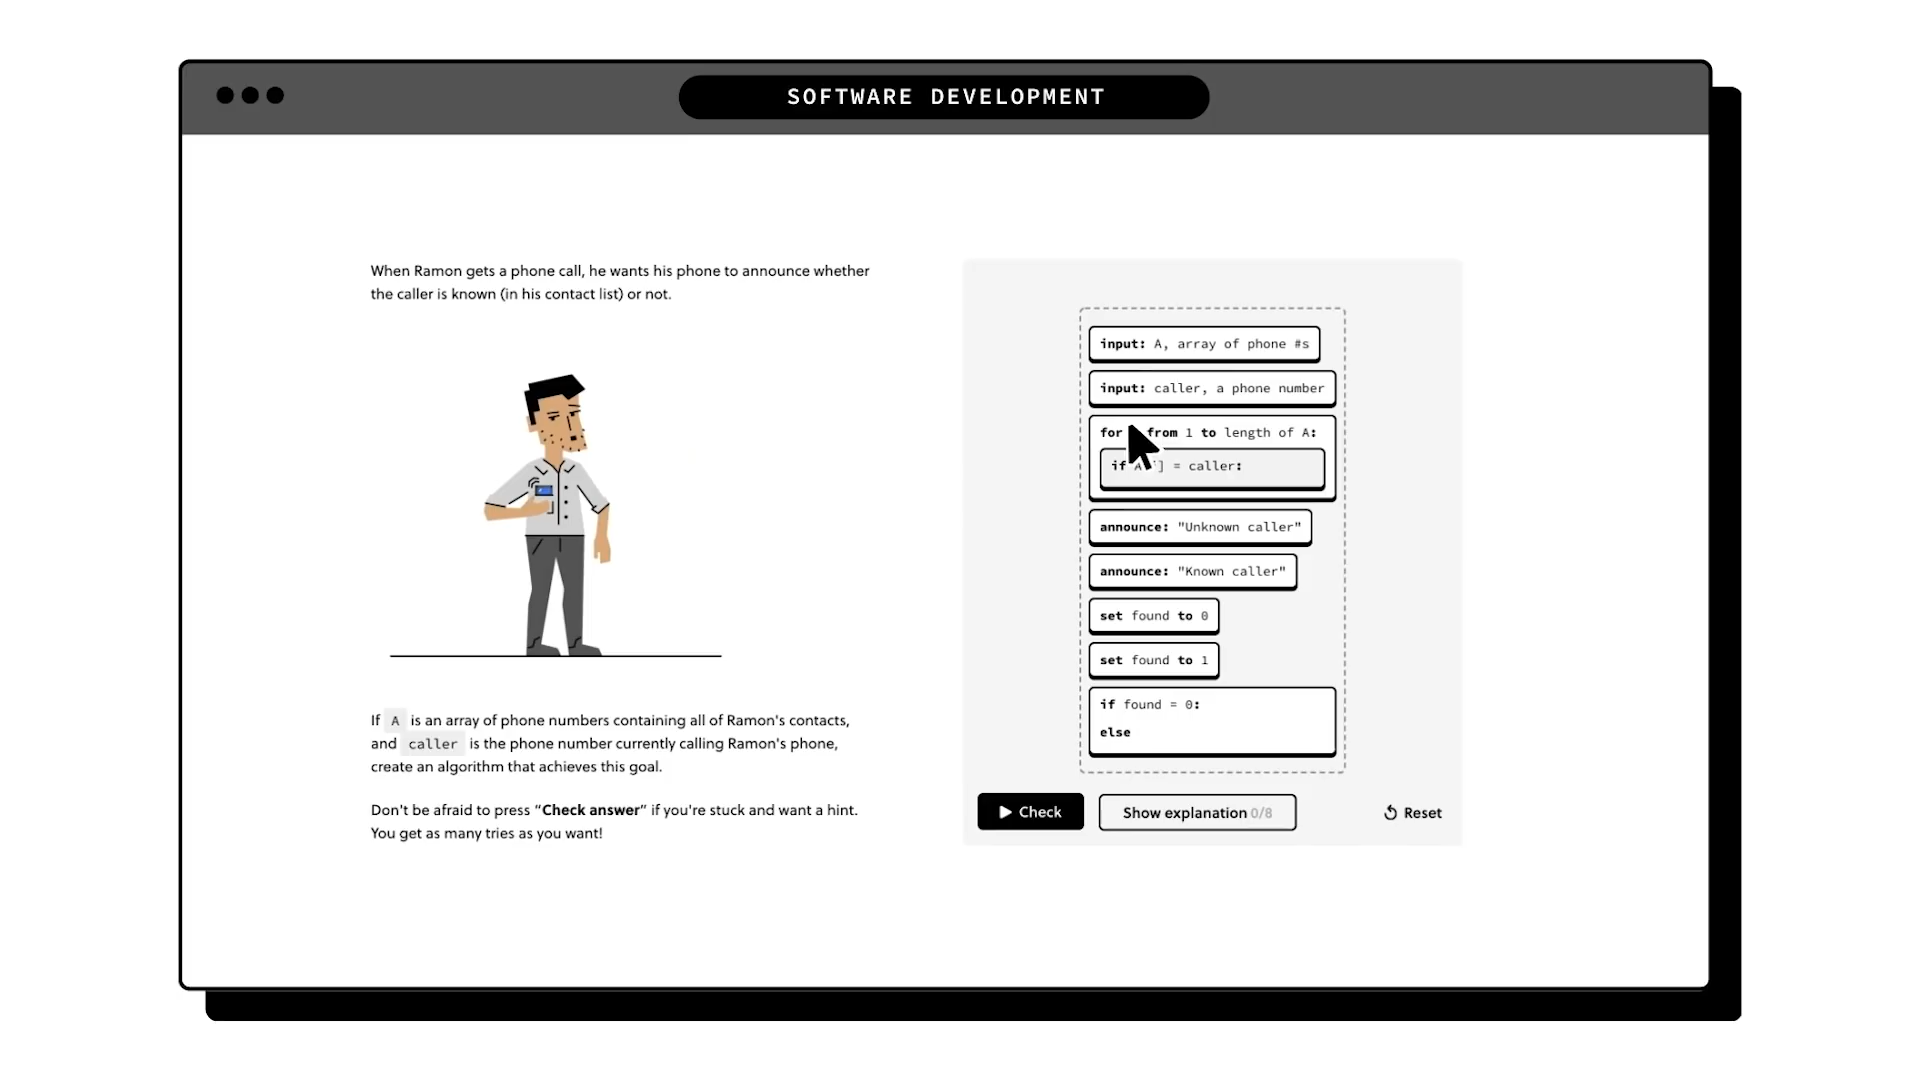 SOFTWARE DEVELOPMENT
When Ramon gets a phone call, he wants his phone to announce whether
the caller is known (in his contact list) or not.
If A is an array of phone numbers containing all of Ramon's contacts,
and caller is the phone number currently calling Ramon's phone,
create an algorithm that achieves this goal.
Don't be afraid to press “Check answer” if you're stuck and want a hint.
You get as many tries as you want!
input: A, array of phone #s
input: caller, a phone number
for from 1 to length of A:
if ] = caller:
announce: "Unknown caller"
announce: "Known caller"
set found to 0
set found to 1
if found = 0:
else
Check
Show explanation 0/8
Reset